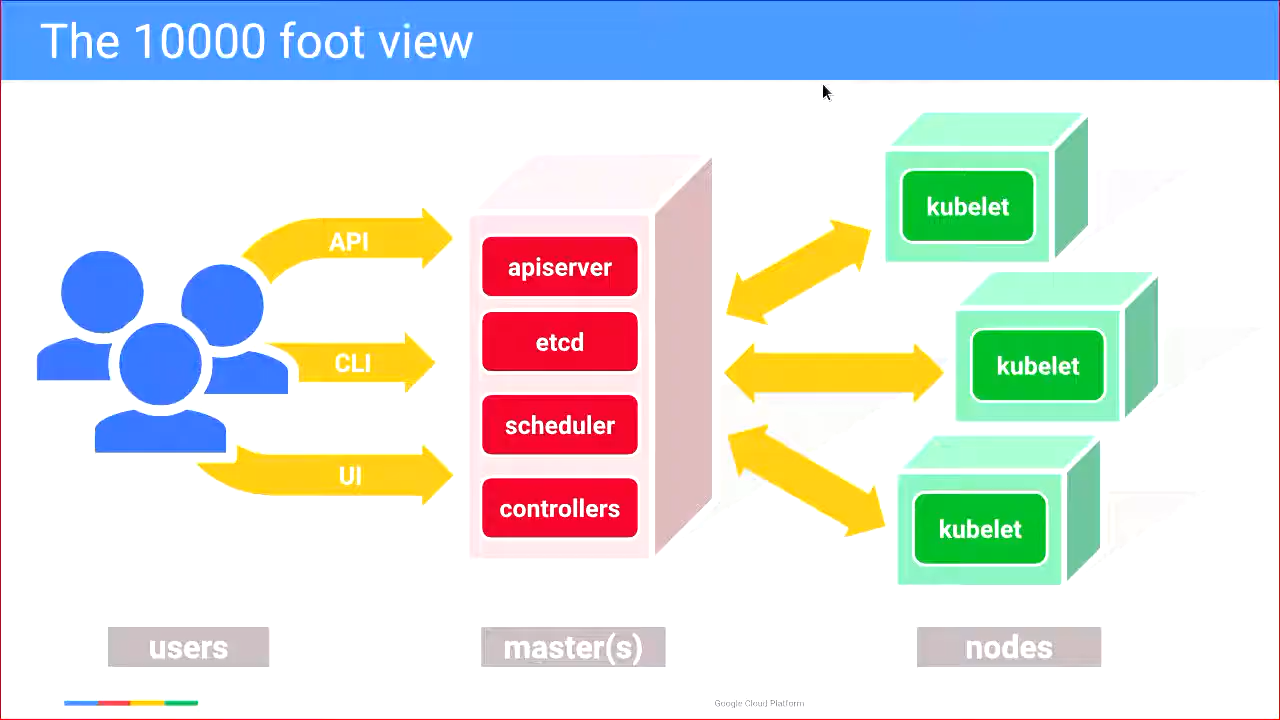 The 10000 foot view
API
CLI
UI
apiserver
etcd
scheduler
controllers
kubelet
kubelet
kubelet
users
master(s)
nodes
Google Cloud Platform